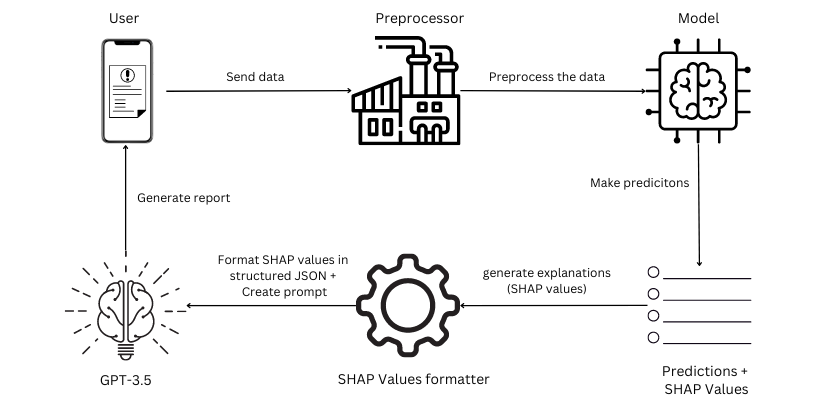 User
Preprocessor
Model
Send data
Preprocess the data
Make predicitons
Generate report
Format SHAP values in
structured JSON +
Create prompt
generate explanations
(SHAP values)
GPT-3.5
SHAP Values formatter
Predictions +
SHAP Values